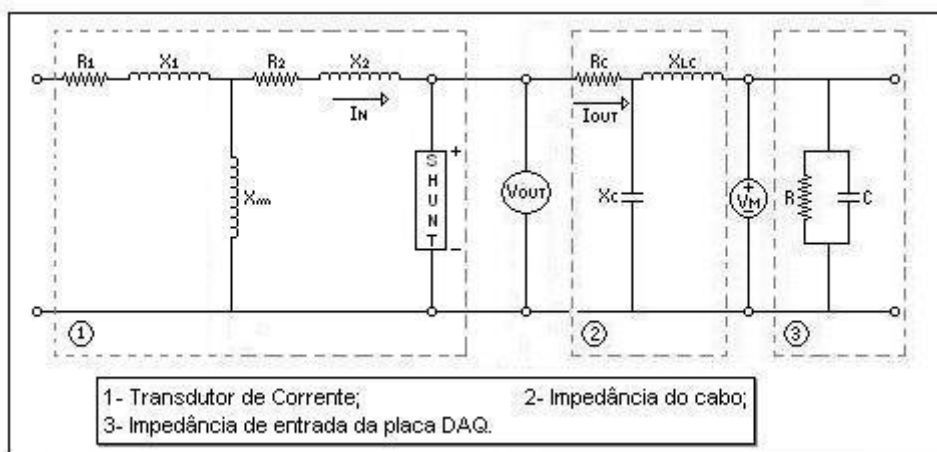 R1 X1 R2 X2 RC XLC
IN IOUT
+
SHUNT
-
Xm
VOUT
XC
+
VM
-
R C
1 2 3
1- Transdutor de Corrente; 2- Impedância do cabo;
3- Impedância de entrada da placa DAQ.